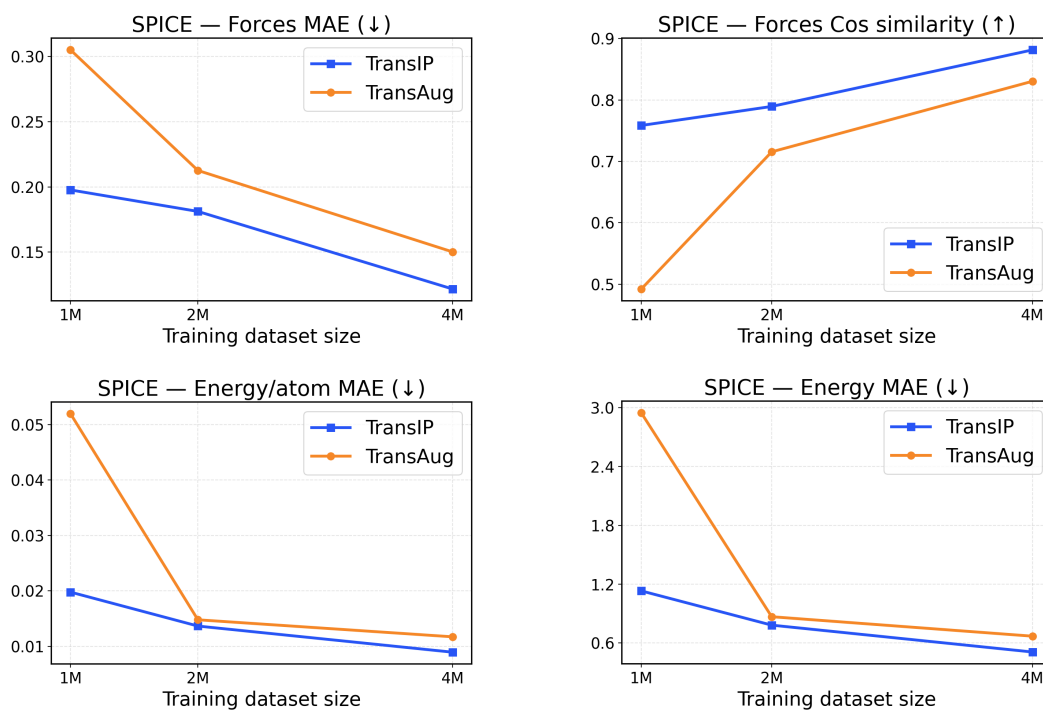 SPICE — Forces MAE (↓)
0.30
0.25
0.20
0.15
TransIP
TransAug
1M
2M
4M
Training dataset size
SPICE — Forces Cos similarity (↑)
0.9
0.8
0.7
0.6
0.5
TransIP
TransAug
1M
2M
4M
Training dataset size
SPICE — Energy/atom MAE (↓)
0.05
0.04
0.03
0.02
0.01
TransIP
TransAug
1M
2M
4M
Training dataset size
SPICE — Energy MAE (↓)
3.0
2.4
1.8
1.2
0.6
TransIP
TransAug
1M
2M
4M
Training dataset size